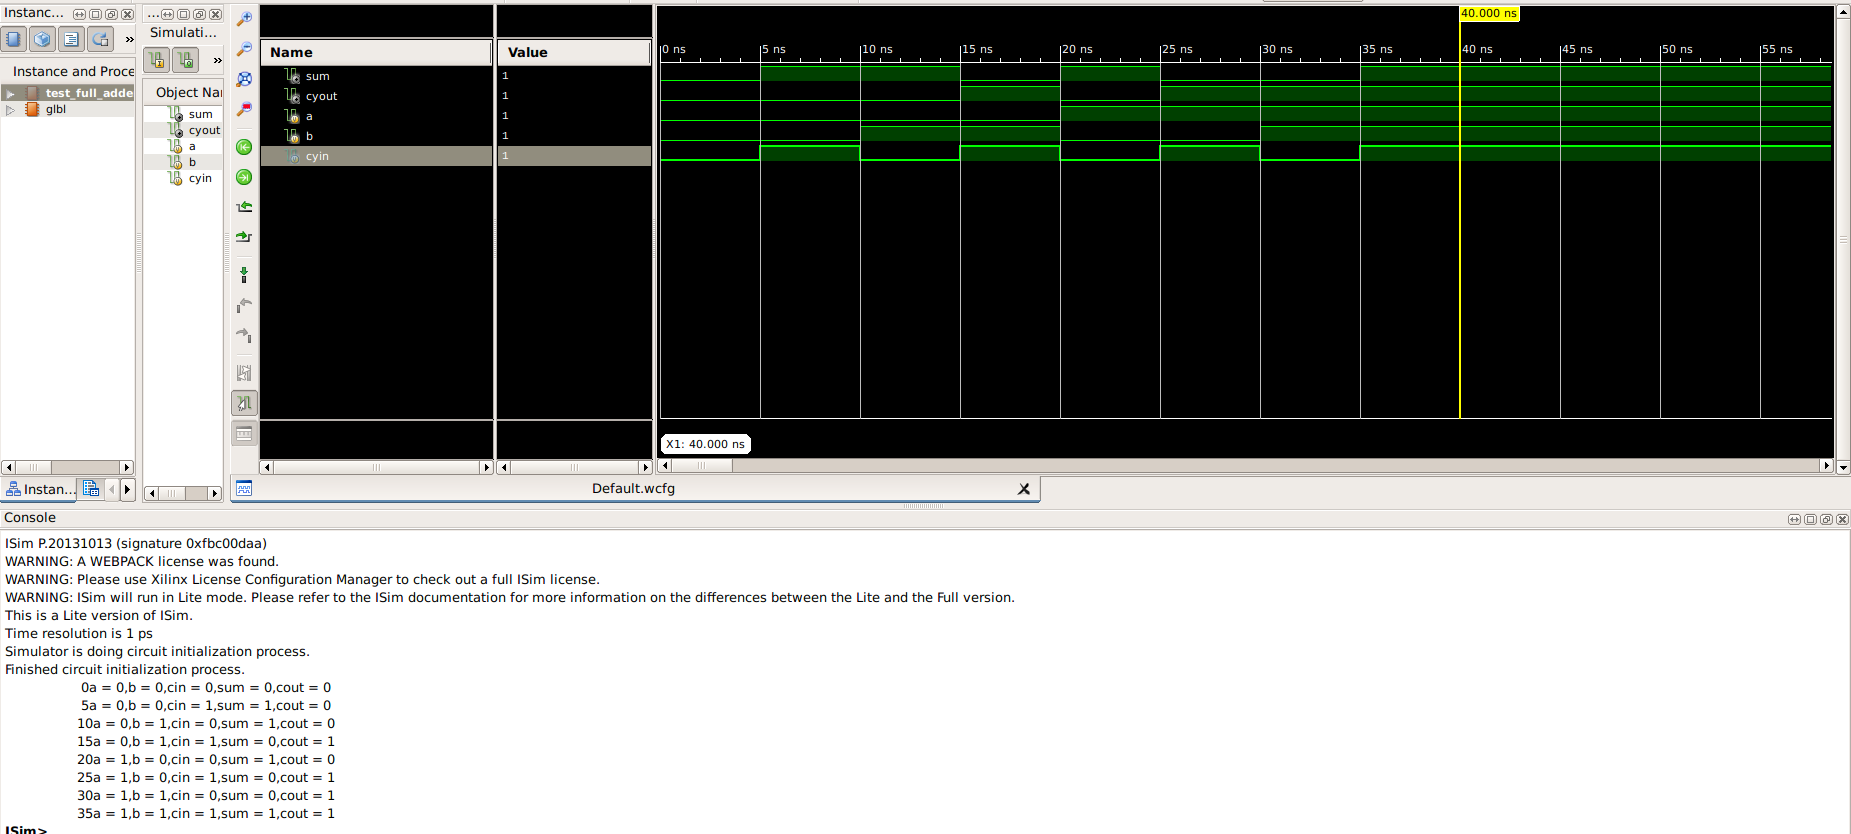 Instanc...
...
Simulati...
»
»
Instance and Proce
test_full_adde
glbl
Object Na
sum
cyout
a
b
cyin
Name
Value
sum
1
cyout
1
a
1
b
1
cyin
1
40.000 ns
0 ns
5 ns
10 ns
15 ns
20 ns
25 ns
30 ns
35 ns
40 ns
45 ns
50 ns
55 ns
X1: 40.000 ns
Instan...
Default.wcfg
Console
ISim P.20131013 (signature 0xfbc00daa)
WARNING: A WEBPACK license was found.
WARNING: Please use Xilinx License Configuration Manager to check out a full ISim license.
WARNING: ISim will run in Lite mode. Please refer to the ISim documentation for more information on the differences between the Lite and the Full version.
This is a Lite version of ISim.
Time resolution is 1 ps
Simulator is doing circuit initialization process.
Finished circuit initialization process.
0a = 0,b = 0,cin = 0,sum = 0,cout = 0
5a = 0,b = 0,cin = 1,sum = 1,cout = 0
10a = 0,b = 1,cin = 0,sum = 1,cout = 0
15a = 0,b = 1,cin = 1,sum = 0,cout = 1
20a = 1,b = 0,cin = 0,sum = 1,cout = 0
25a = 1,b = 0,cin = 1,sum = 0,cout = 1
30a = 1,b = 1,cin = 0,sum = 0,cout = 1
35a = 1,b = 1,cin = 1,sum = 1,cout = 1
ISim>